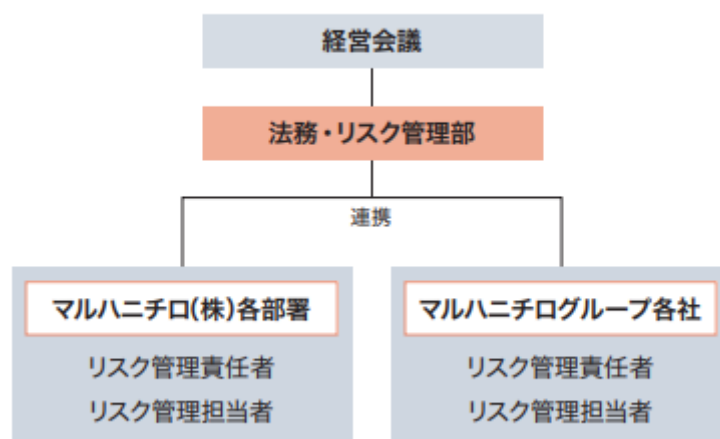 経営会議
法務・リスク管理部
連携
マルハニチロ(株)各部署
リスク管理責任者
リスク管理担当者
マルハニチログループ各社
リスク管理責任者
リスク管理担当者